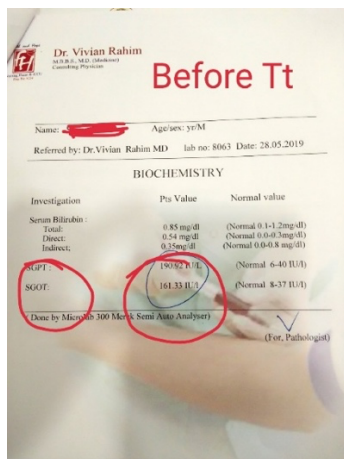 Dr. Vivian Rahim
M.B.B.S., M.D. (Medicine)
Consulting Physician
Before Tt
Name: Age/sex: yr/M
Referred by: Dr.Vivian Rahim MD lab no: 8063 Date: 28.05.2019
BIOCHEMISTRY
Investigation Pts Value Normal value
Serum Bilirubin :
Total: 0.85 mg/dl (Normal 0.1-1.2mg/dl)
Direct: 0.54 mg/dl (Normal 0.0-0.3mg/dl)
Indirect; 0.35mg/dl (Normal 0.0-0.8 mg/dl)
SGPT : 190.92 IU/L (Normal 6-40 IU/l)
SGOT: 161.33 IU/l (Normal 8-37 IU/l)
Done by Microlab 300 Merck Semi Auto Analyser)
(For, Pathologist)